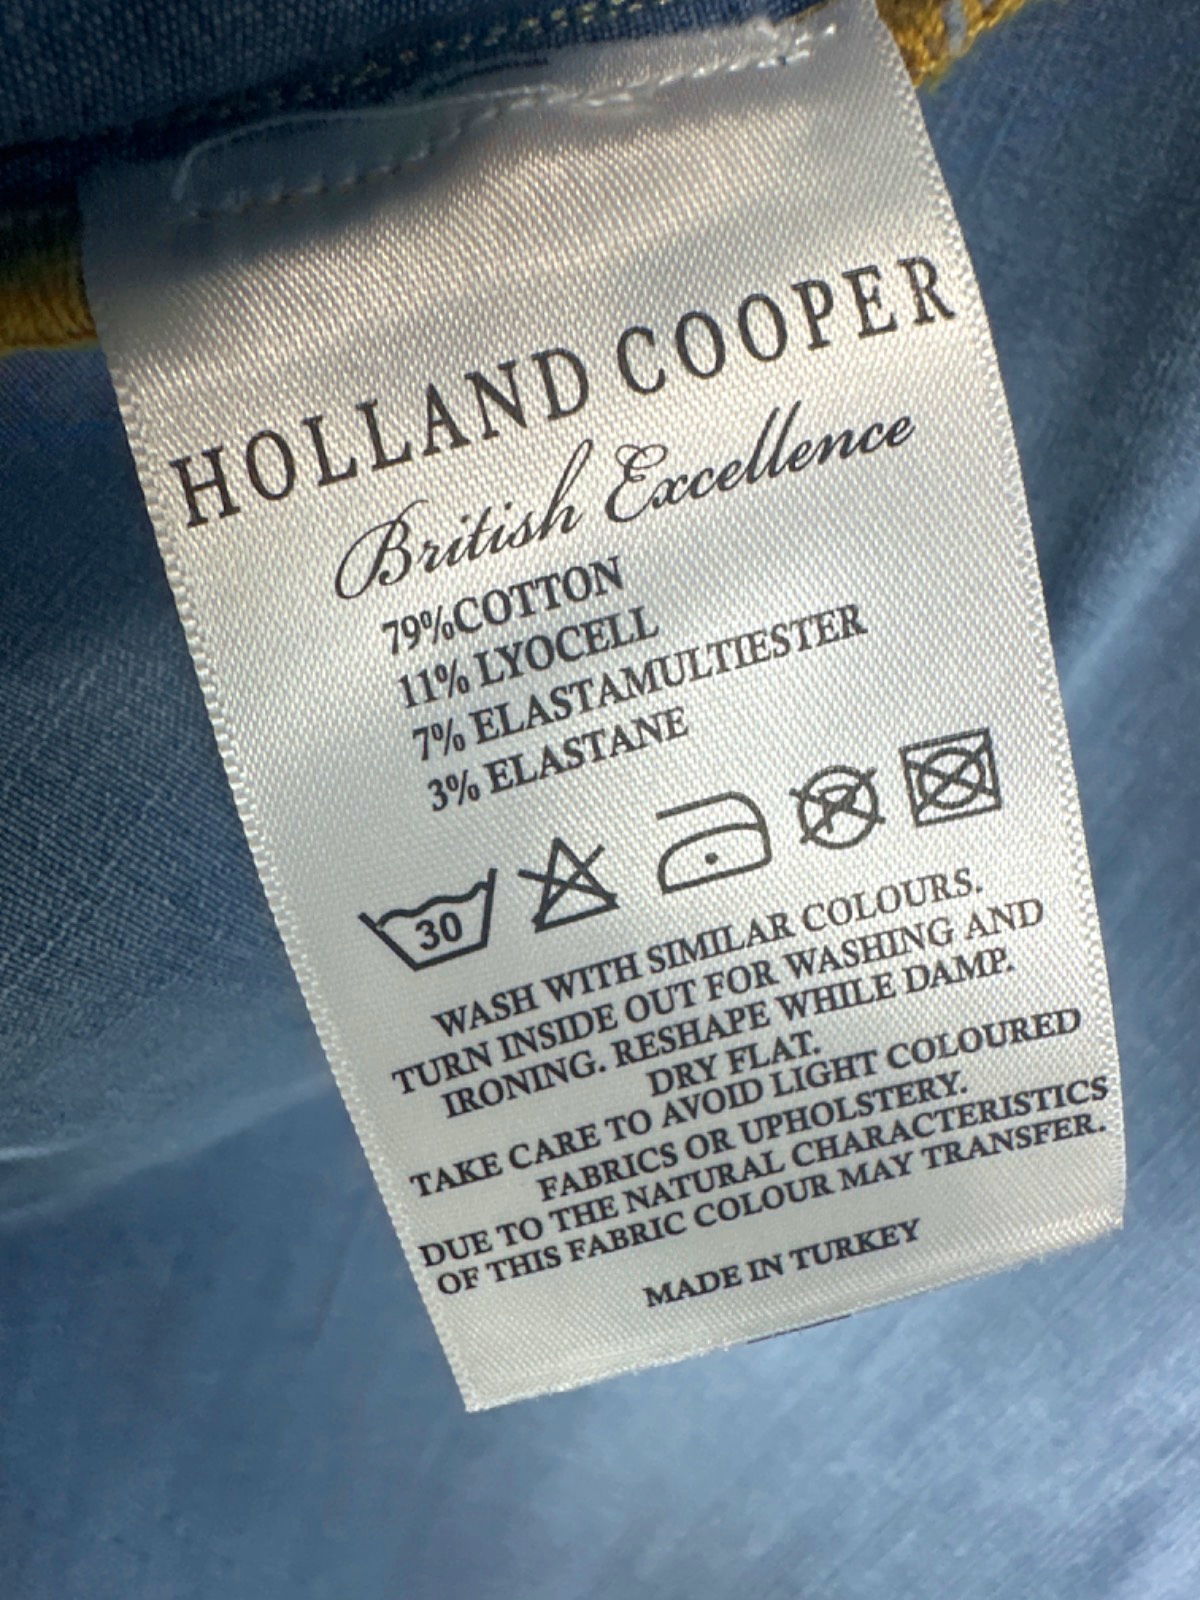 HOLLAND COOPER
British Excellence
79%COTTON
11% LYOCELL
7% ELASTAMULTIESTER
3% ELASTANE
30
P
WASH WITH SIMILAR COLOURS.
TURN INSIDE OUT FOR WASHING AND
IRONING. RESHAPE WHILE DAMP.
DRY FLAT.
TAKE CARE TO AVOID LIGHT COLOURED
FABRICS OR UPHOLSTERY.
DUE TO THE NATURAL CHARACTERISTICS
OF THIS FABRIC COLOUR MAY TRANSFER.
MADE IN TURKEY